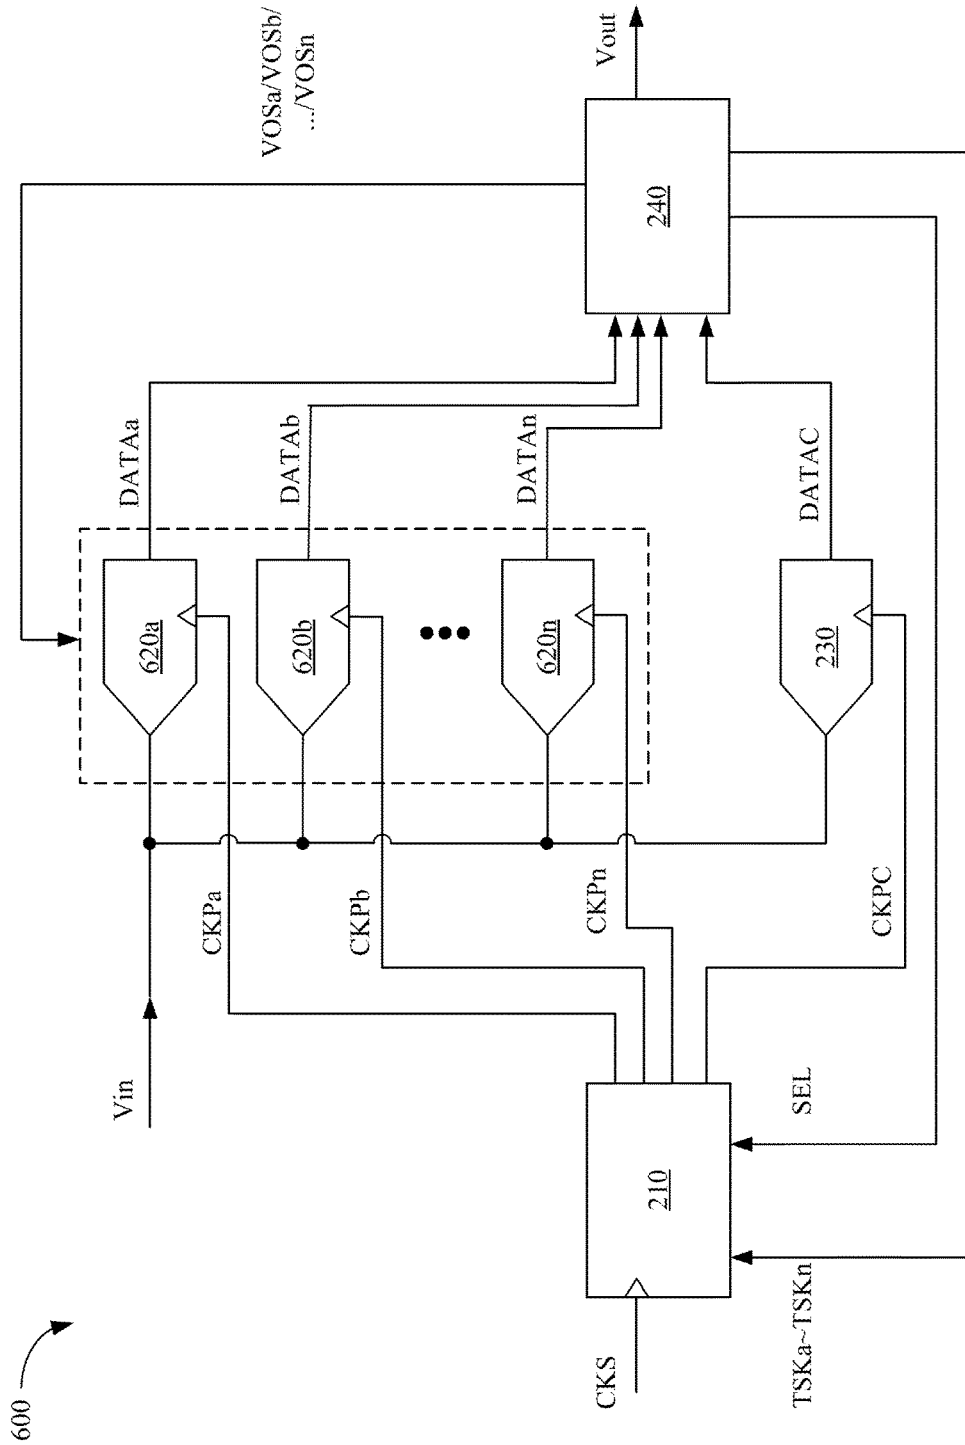 600
Vin
CKS
TSKa~TSKn
SEL
210
CKPa
CKPb
CKPn
CKPC
620a
620b
620n
230
DATAa
DATAb
DATAn
DATAC
VOSa/VOSb/
.../VOSn
240
Vout